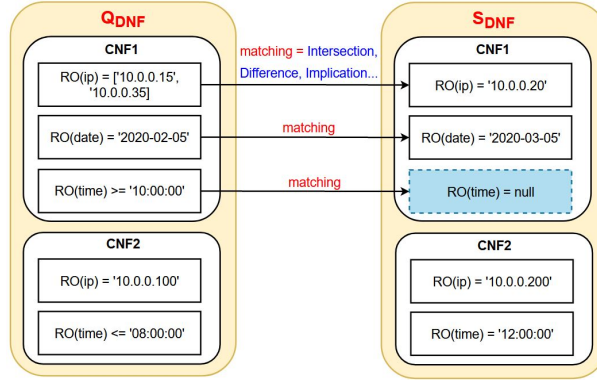 Q_DNF
CNF1
RO(ip) = ['10.0.0.15',
'10.0.0.35]
RO(date) = '2020-02-05'
RO(time) >= '10:00:00'
CNF2
RO(ip) = '10.0.0.100'
RO(time) <= '08:00:00'
matching = Intersection,
Difference, Implication...
matching
matching
S_DNF
CNF1
RO(ip) = '10.0.0.20'
RO(date) = '2020-03-05'
RO(time) = null
CNF2
RO(ip) = '10.0.0.200'
RO(time) = '12:00:00'